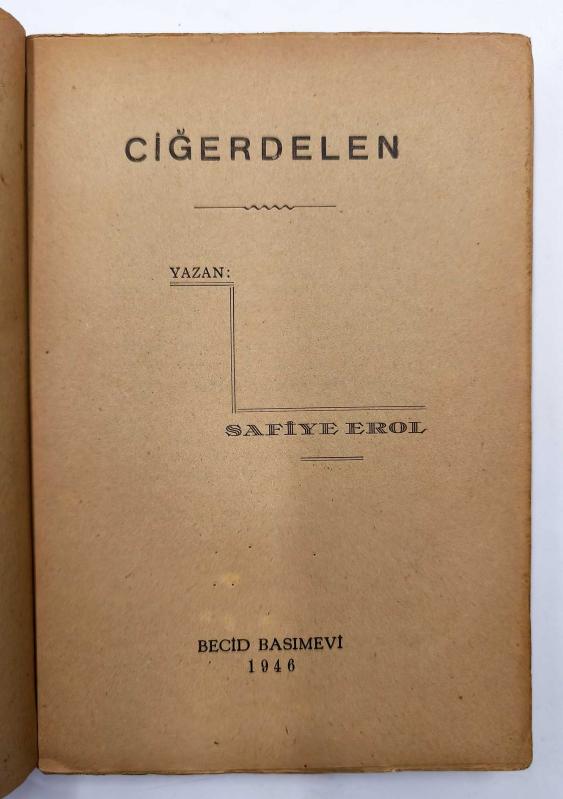 CİĞERDELEN
YAZAN:
SAFİYE EROL
BECİD BASIMEVİ
1946